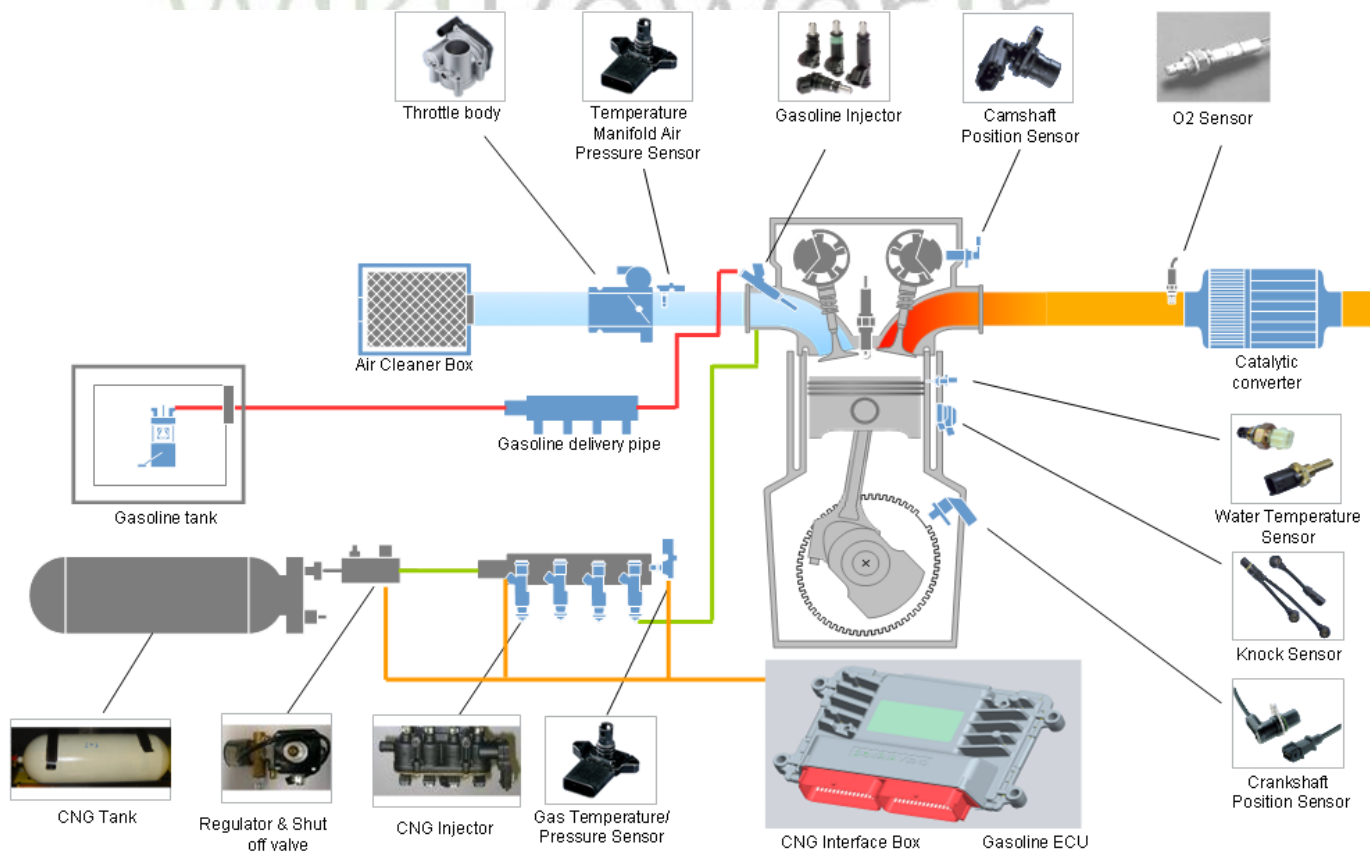 Throttle body
Temperature
Manifold Air
Pressure Sensor
Gasoline Injector
Camshaft
Position Sensor
O2 Sensor
Air Cleaner Box
Catalytic
converter
Gasoline delivery pipe
Gasoline tank
Water Temperature
Sensor
Knock Sensor
Crankshaft
Position Sensor
CNG Tank
Regulator & Shut
off valve
CNG Injector
Gas Temperature/
Pressure Sensor
CNG Interface Box
Gasoline ECU